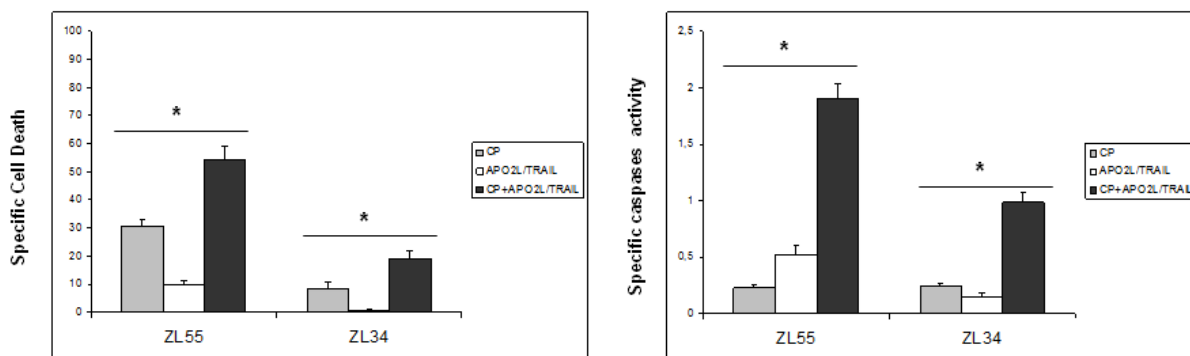 Specific Cell Death
100
90
80
70
60
50
40
30
20
10
0
*
*
ZL55
ZL34
CP
APO2L/TRAIL
CP+APO2L/TRAIL
Specific caspases activity
2,5
2
1,5
1
0,5
0
*
*
ZL55
ZL34
CP
APO2L/TRAIL
CP+APO2L/TRAIL